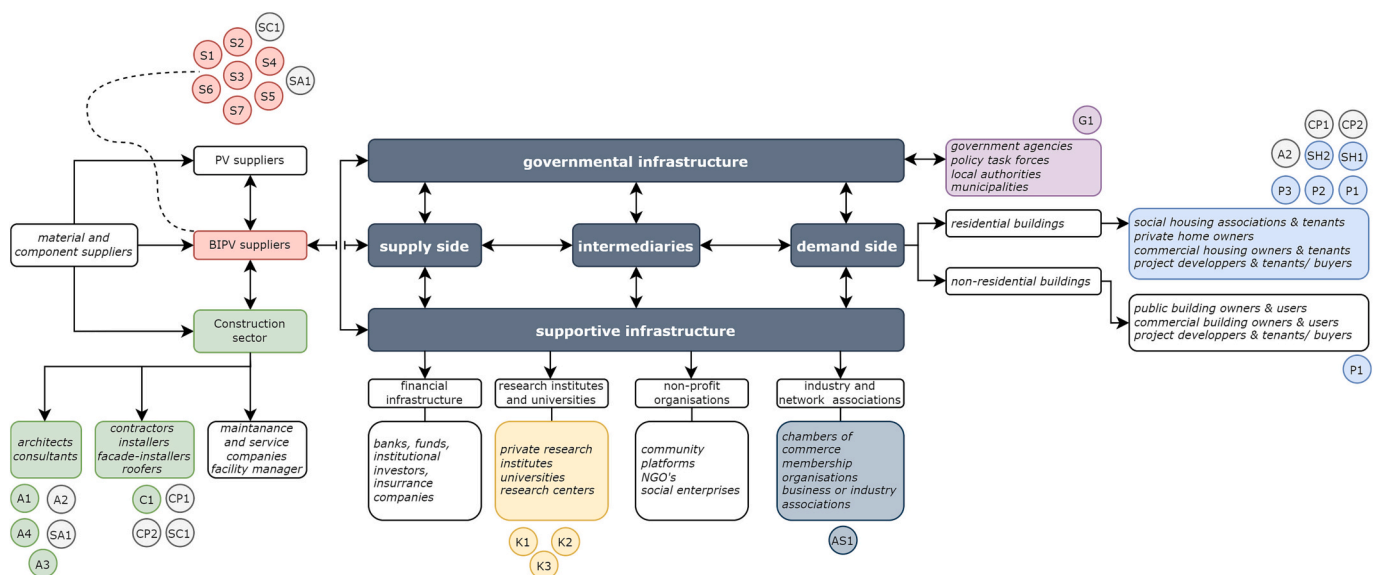 SC1
S2
S1
S4
S3
SA1
S6
S5
S7
PV suppliers
material and
component suppliers
BIPV suppliers
Construction
sector
architects
consultants
contractors
installers
facade-installers
roofers
maintanance
and service
companies
facility manager
A1
A2
A4
SA1
A3
C1
CP1
CP2
SC1
governmental infrastructure
supply side
intermediaries
demand side
supportive infrastructure
financial
infrastructure
research institutes
and universities
non-profit
organisations
industry and
network associations
banks, funds,
institutional
investors,
insurrance
companies
private research
institutes
universities
research centers
community
platforms
NGO's
social enterprises
chambers of
commerce
membership
organisations
business or industry
associations
K1
K2
K3
AS1
G1
government agencies
policy task forces
local authorities
municipalities
residential buildings
non-residential buildings
CP1
CP2
A2
SH2
SH1
P3
P2
P1
social housing associations & tenants
private home owners
commercial housing owners & tenants
project developpers & tenants/ buyers
public building owners & users
commercial building owners & users
project developpers & tenants/ buyers
P1